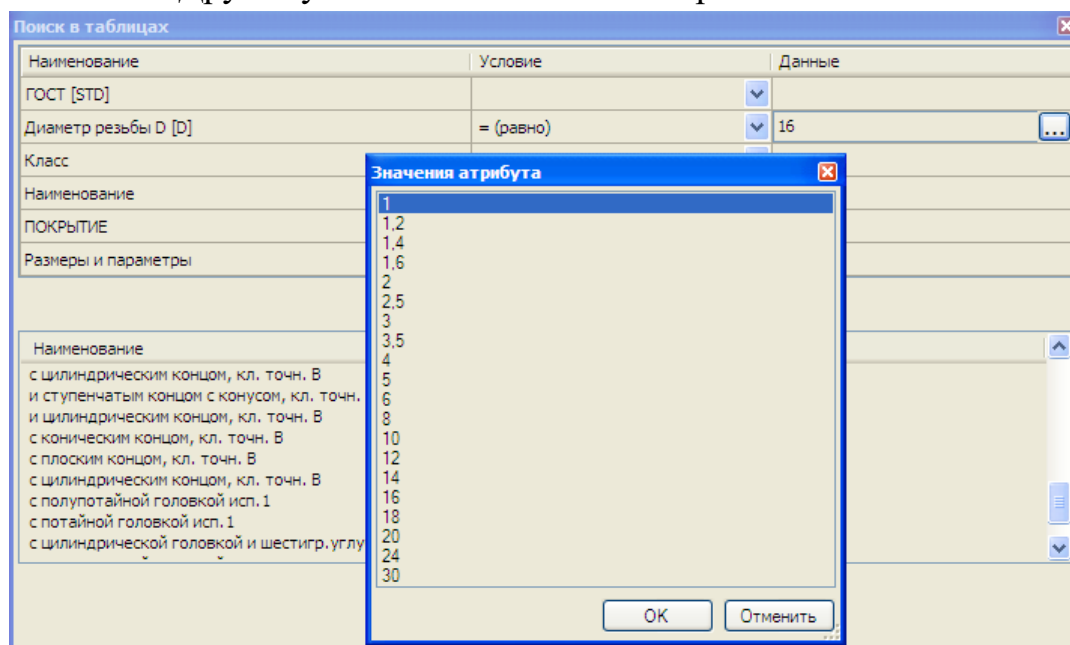 Поиск в таблицах
Наименование Условие Данные
ГОСТ [STD]
Диаметр резьбы D [D] = (равно) 16 ...
Класс
Наименование
ПОКРЫТИЕ
Размеры и параметры
Значения атрибута
1
1,2
1,4
1,6
2
2,5
3
3,5
4
5
6
8
10
12
14
16
18
20
24
30
OK Отменить
Наименование
с цилиндрическим концом, кл. точн. В
и ступенчатым концом с конусом, кл. точн.
и цилиндрическим концом, кл. точн. В
с коническим концом, кл. точн. В
с плоским концом, кл. точн. В
с цилиндрическим концом, кл. точн. В
с полупотайной головкой исп.1
с потайной головкой исп.1
с цилиндрической головкой и шестигр.углу